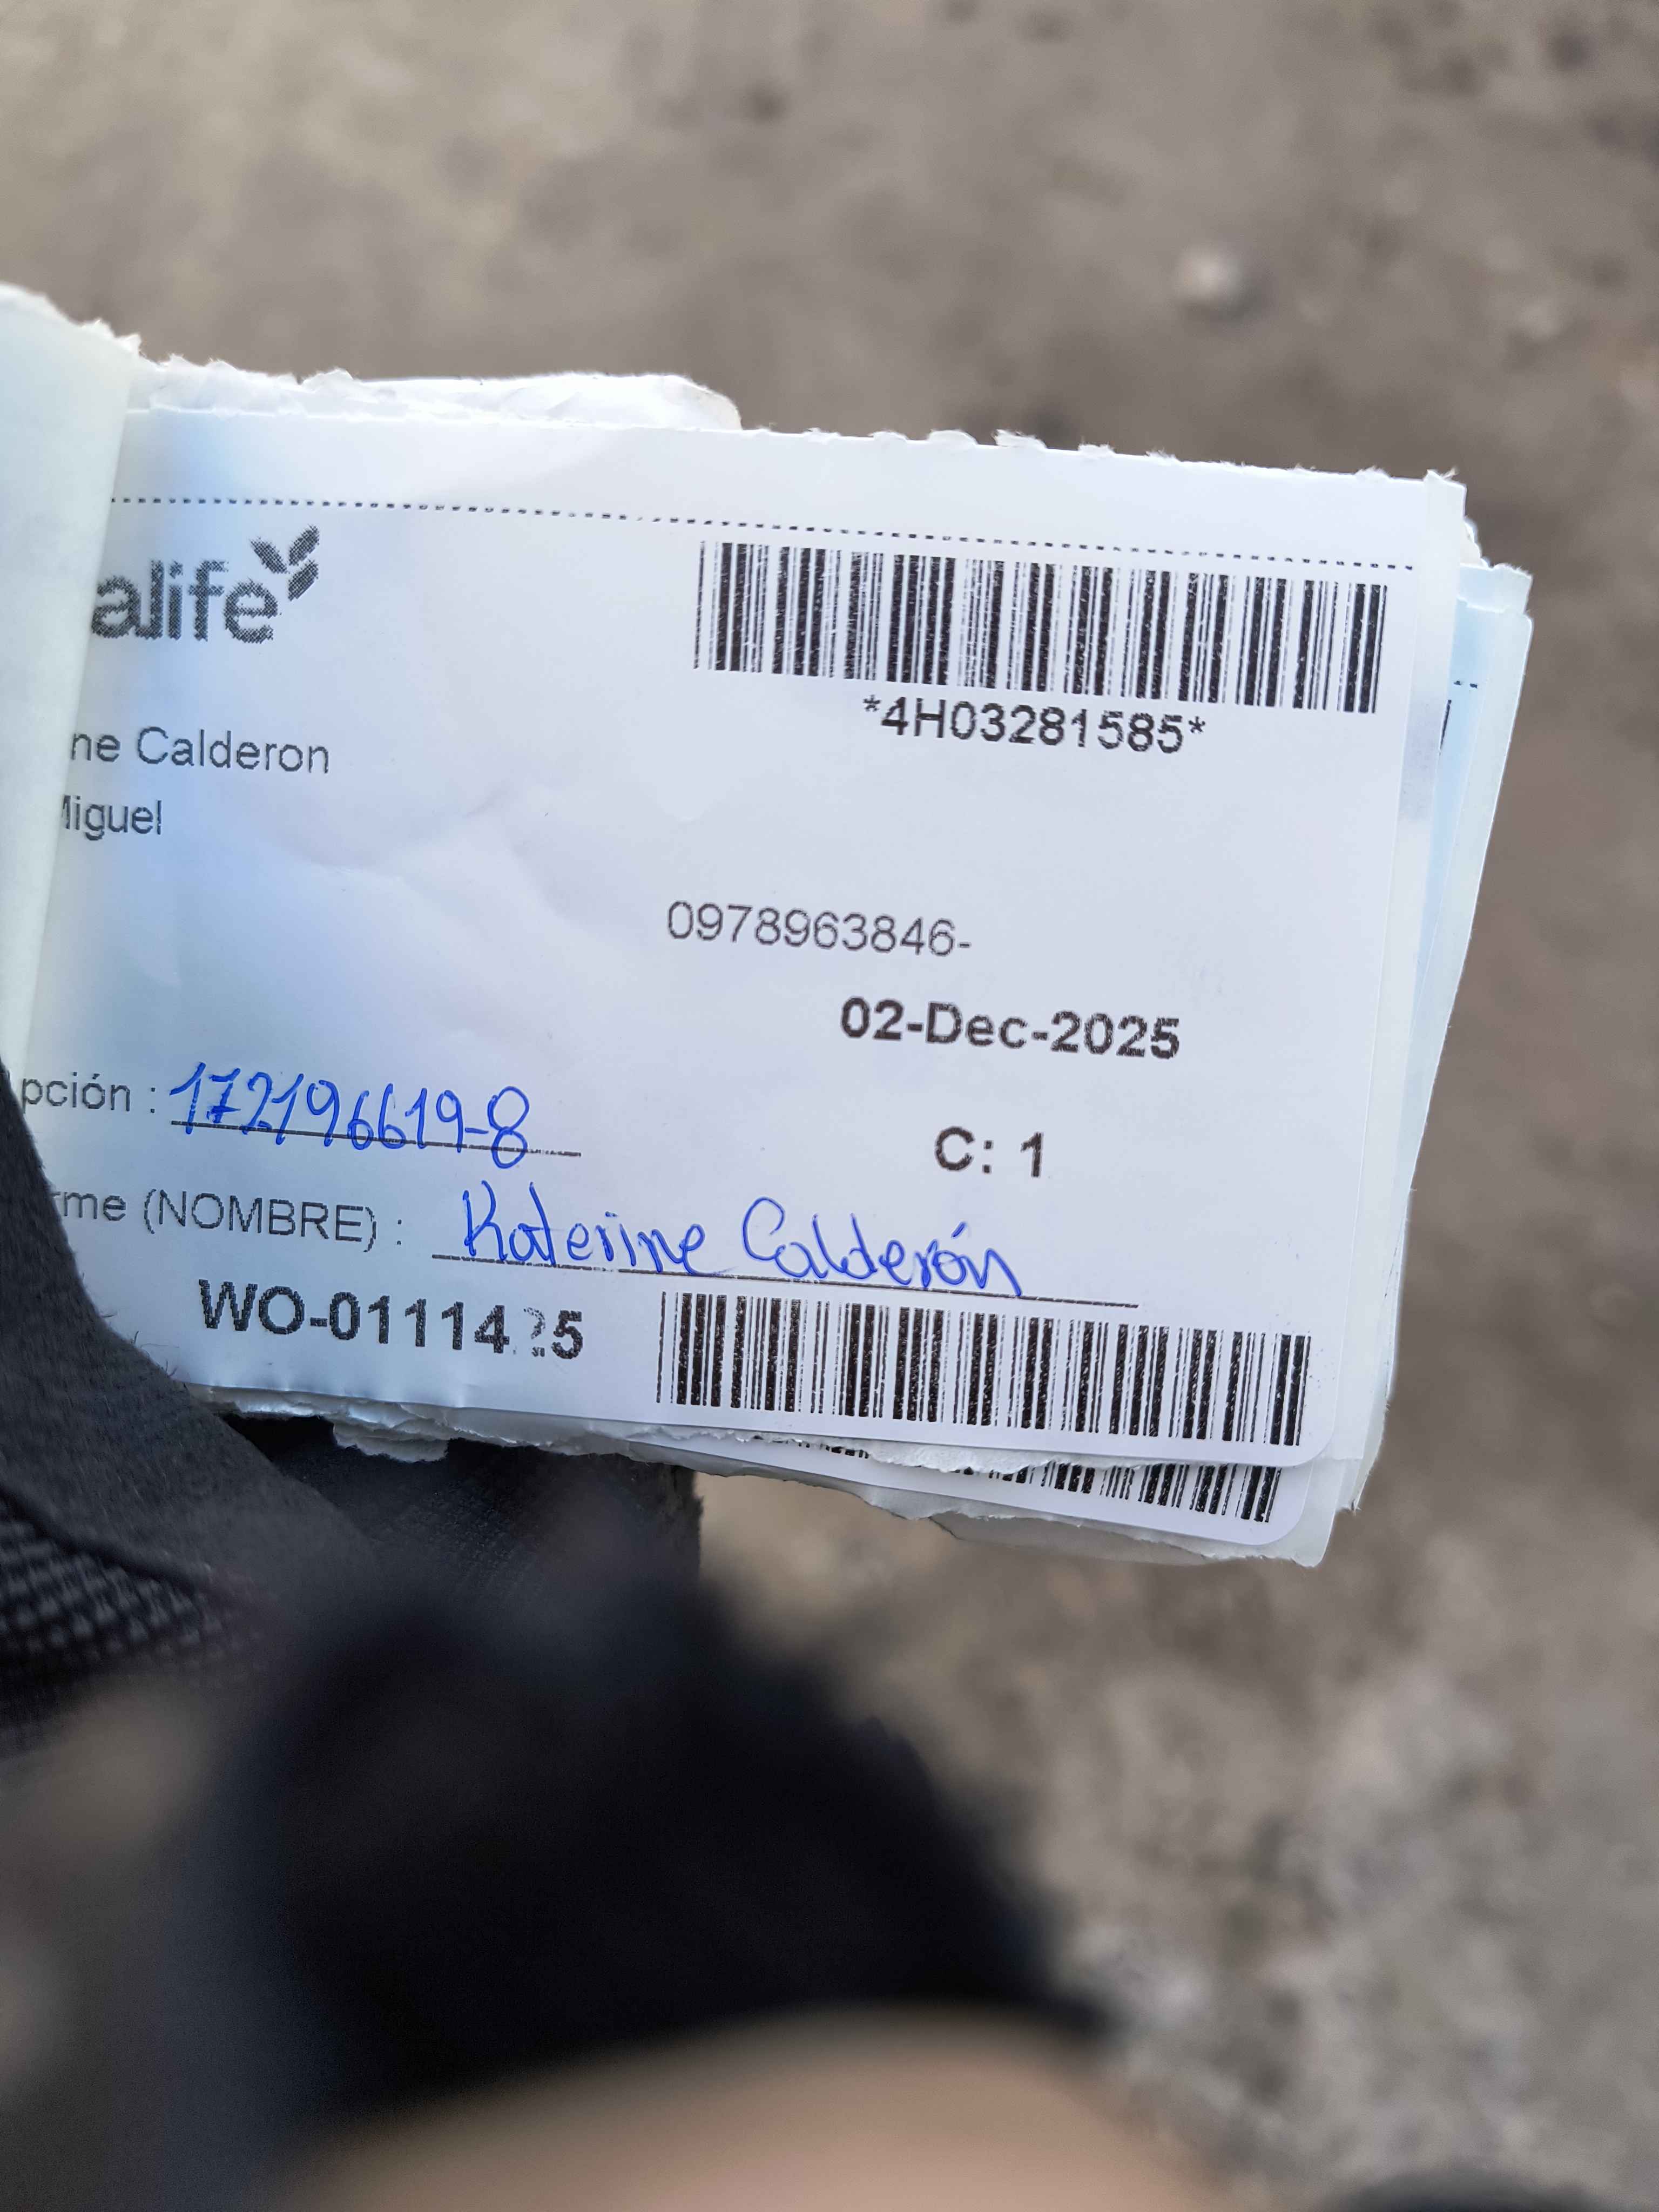 alife
*4H03281585*
ne Calderon
Miguel
0978963846-
02-Dec-2025
pción : 172196619-8
C: 1
rme (NOMBRE) : Katerine Calderón